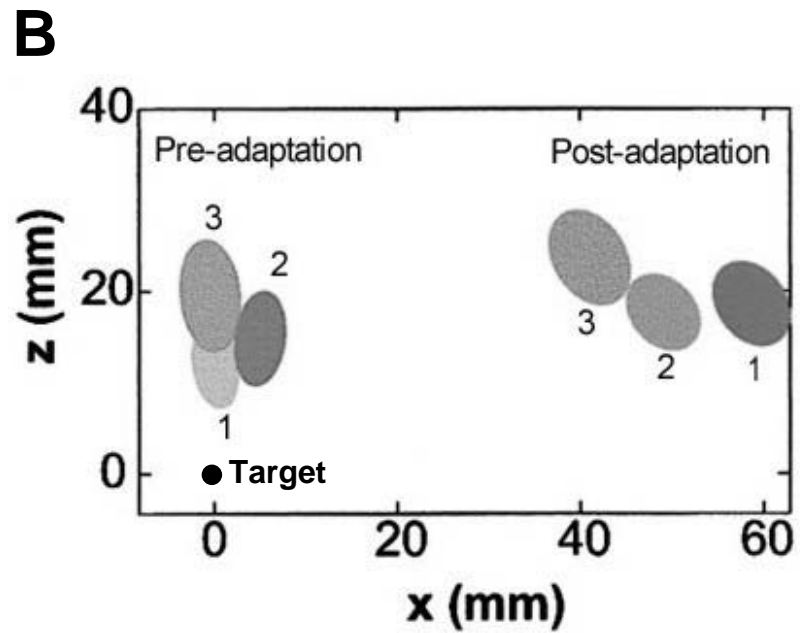 B
40
Pre-adaptation
Post-adaptation
3
2
20
z (mm)
3
2
1
1
0
Target
0
20
40
60
x (mm)